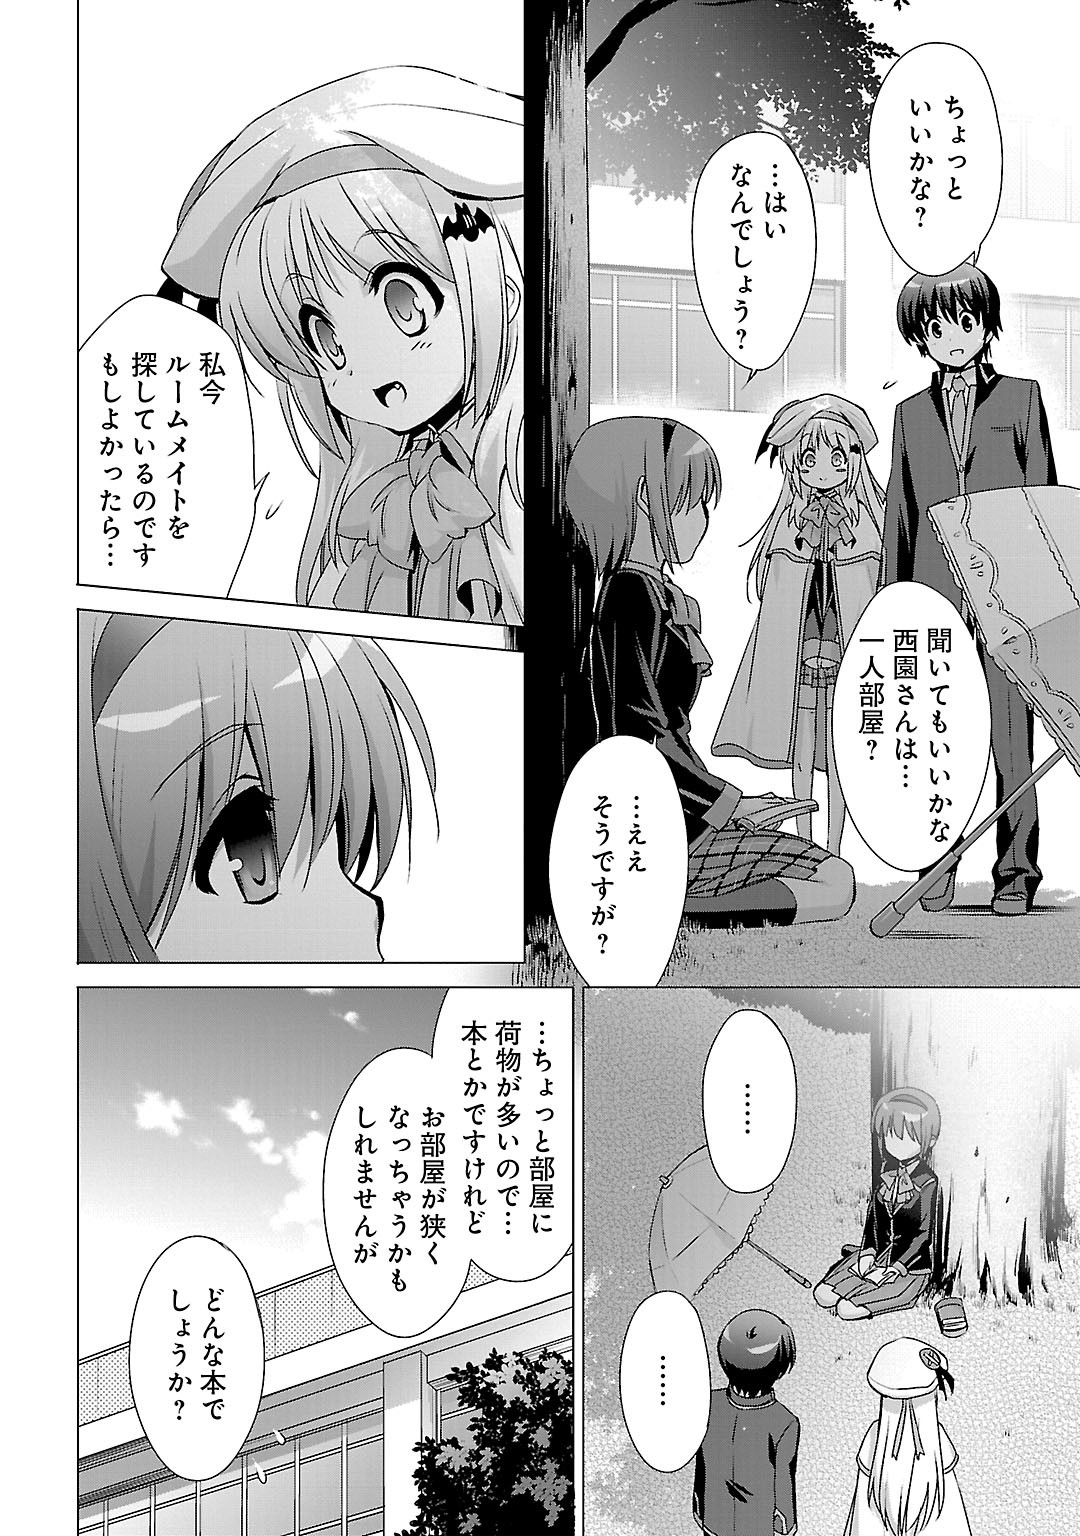 ちょっと
いいかな?
…はい
なんでしょう?
聞いてもいいかな
西園さんは…
一人部屋?
…ええ
そうですが?
私今
ルームメイトを
探しているのです
もしよかったら…
……
……
…ちょっと部屋に
荷物が多いので…
本とかですけれど
お部屋が狭く
なっちゃうかも
しれませんが
どんな本で
しょうか?